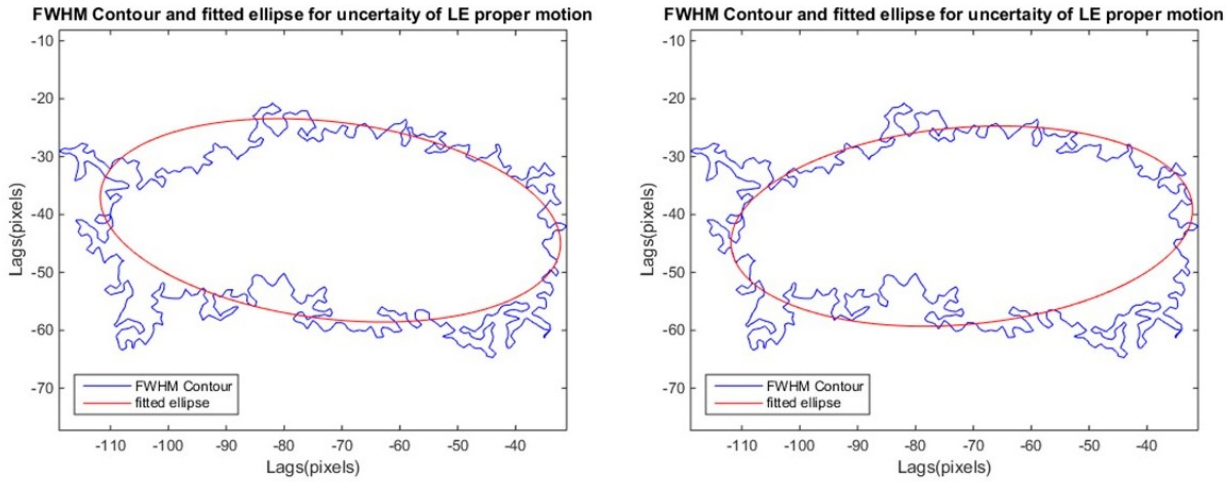 FWHM Contour and fitted ellipse for uncertaity of LE proper motion
-10
-20
-30
-40
-50
-60
-70
Lags(pixels)
-110 -100 -90 -80 -70 -60 -50 -40
Lags(pixels)
FWHM Contour
fitted ellipse
FWHM Contour and fitted ellipse for uncertaity of LE proper motion
-10
-20
-30
-40
-50
-60
-70
Lags(pixels)
-110 -100 -90 -80 -70 -60 -50 -40
Lags(pixels)
FWHM Contour
fitted ellipse